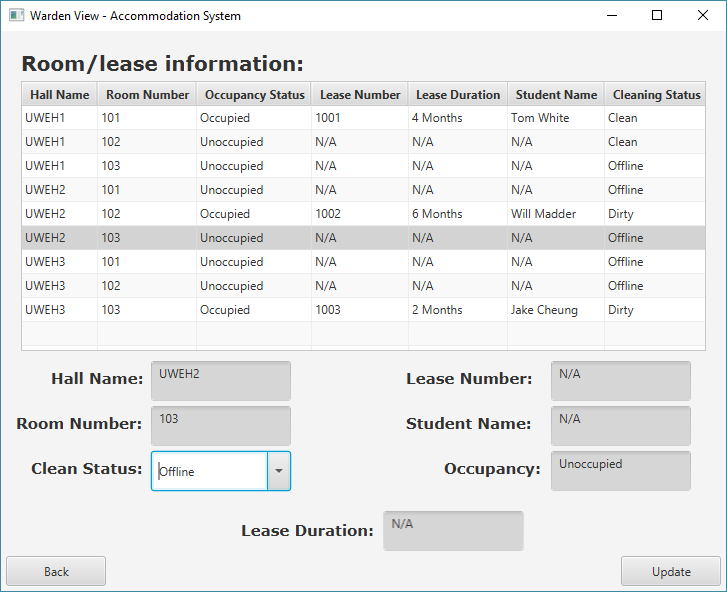 Warden View - Accommodation System
Room/lease information:
Hall Name Room Number Occupancy Status Lease Number Lease Duration Student Name Cleaning Status
UWEH1 101 Occupied 1001 4 Months Tom White Clean
UWEH1 102 Unoccupied N/A N/A N/A Clean
UWEH1 103 Unoccupied N/A N/A N/A Offline
UWEH2 101 Unoccupied N/A N/A N/A Offline
UWEH2 102 Occupied 1002 6 Months Will Madder Dirty
UWEH2 103 Unoccupied N/A N/A N/A Offline
UWEH3 101 Unoccupied N/A N/A N/A Offline
UWEH3 102 Unoccupied N/A N/A N/A Offline
UWEH3 103 Occupied 1003 2 Months Jake Cheung Dirty
Hall Name: UWEH2 Lease Number: N/A
Room Number: 103 Student Name: N/A
Clean Status: Offline Occupancy: Unoccupied
Lease Duration: N/A
Back Update